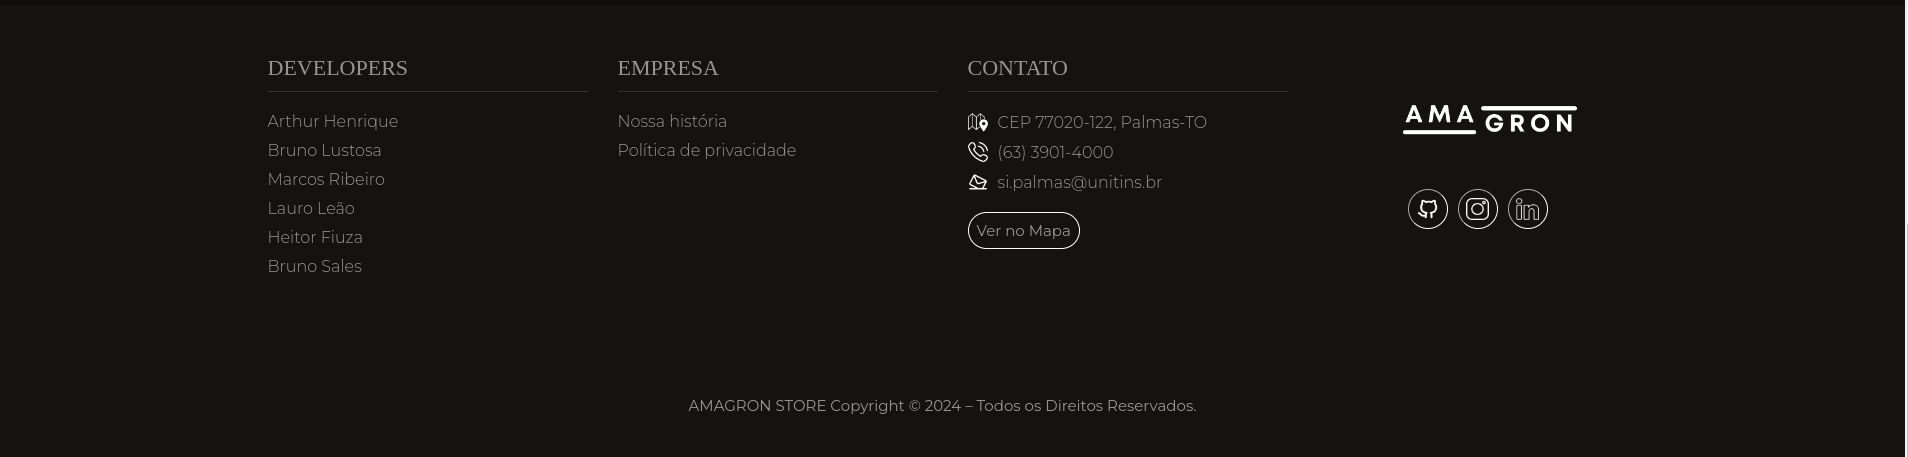 DEVELOPERS
Arthur Henrique
Bruno Lustosa
Marcos Ribeiro
Lauro Leão
Heitor Fiuza
Bruno Sales
EMPRESA
Nossa história
Política de privacidade
CONTATO
CEP 77020-122, Palmas-TO
(63) 3901-4000
si.palmas@unitins.br
Ver no Mapa
AMA
GRON
in
AMAGRON STORE Copyright © 2024 – Todos os Direitos Reservados.